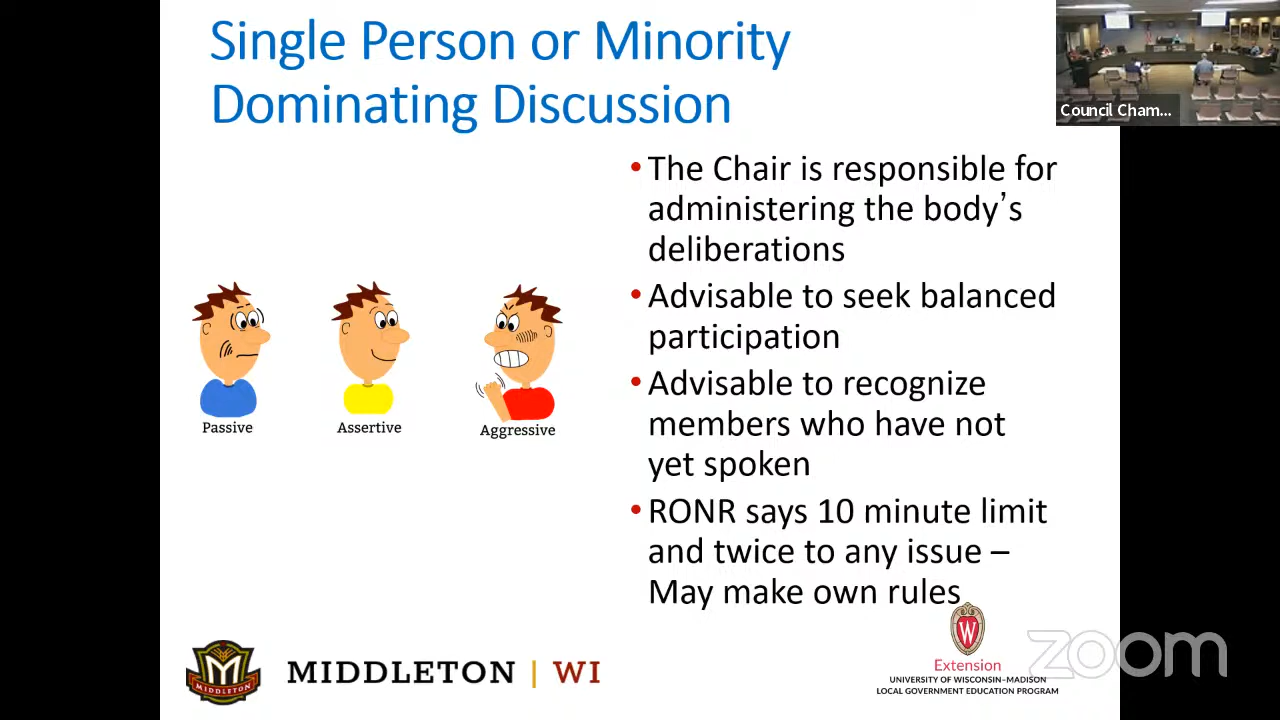 Single Person or Minority
Dominating Discussion
Council Cham...
• The Chair is responsible for
administering the body's
deliberations
• Advisable to seek balanced
participation
• Advisable to recognize
members who have not
yet spoken
• RONR says 10 minute limit
and twice to any issue –
May make own rules
Passive
Assertive
Aggressive
MIDDLETON
MIDDLETON | WI
W
Extension
UNIVERSITY OF WISCONSIN–MADISON
LOCAL GOVERNMENT EDUCATION PROGRAM
zoom